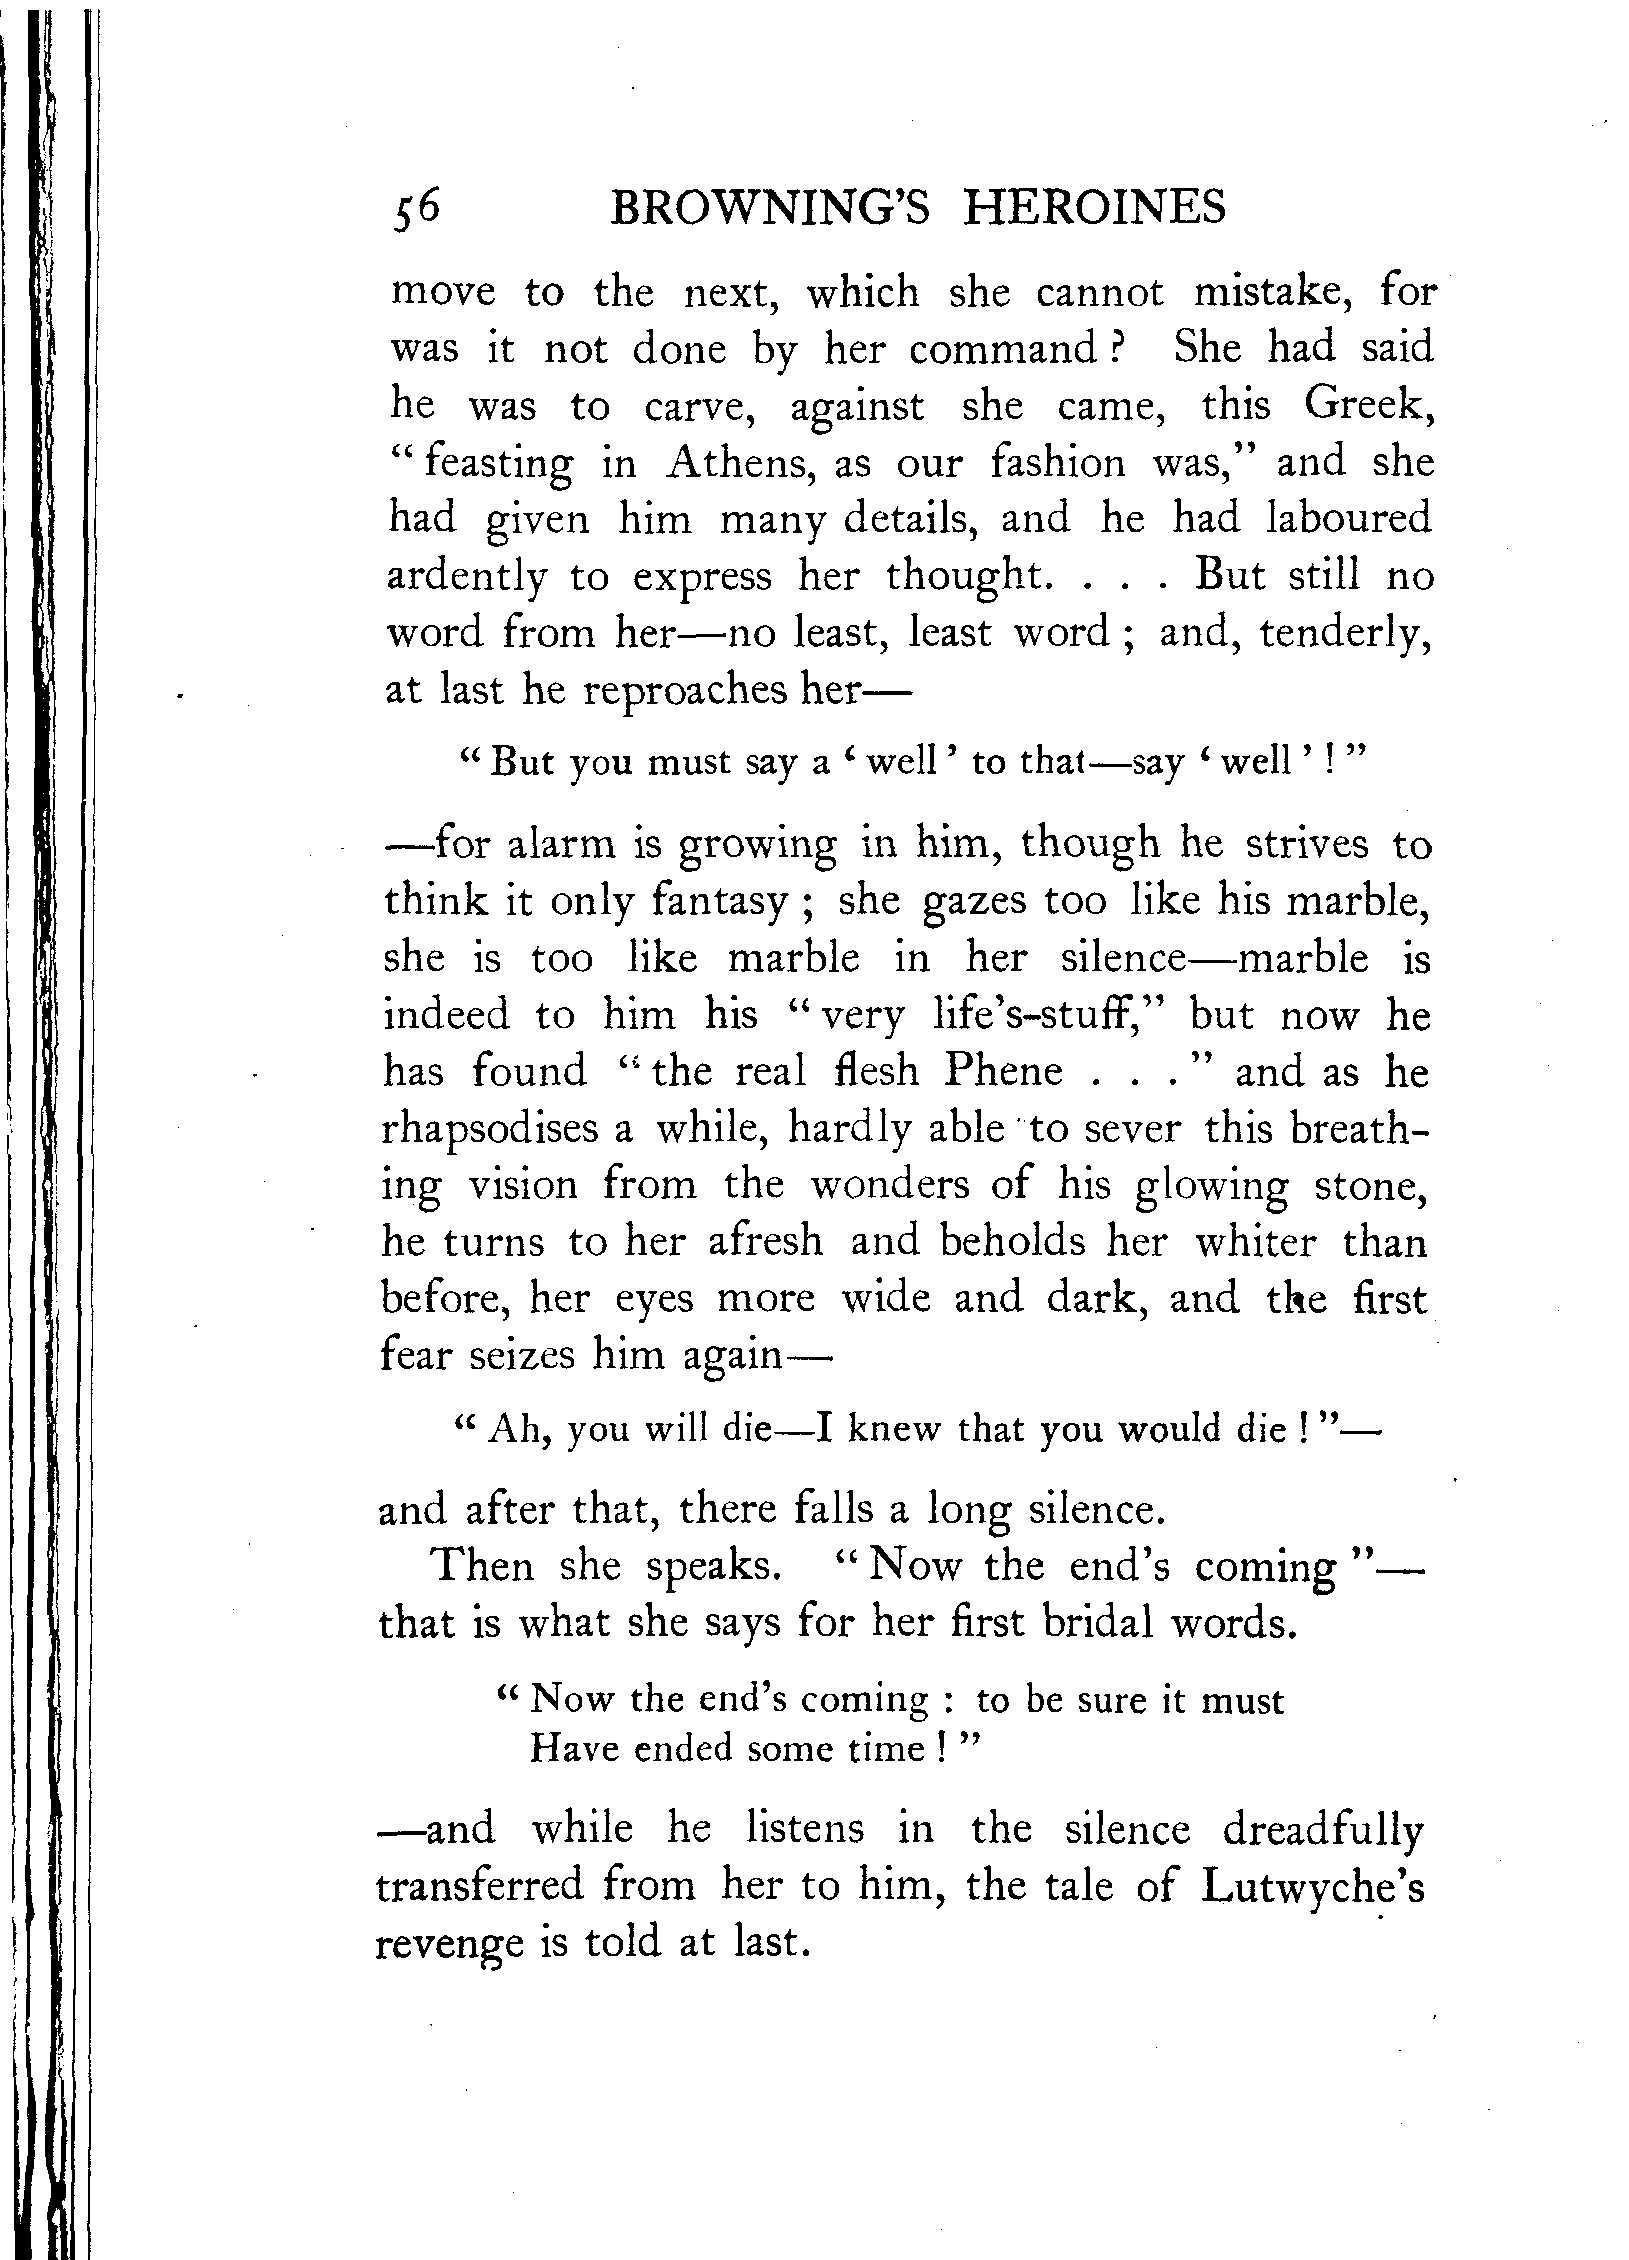 56 BROWNING'S HEROINES
move to the next, which she cannot mistake, for
was it not done by her command ? She had said
he was to carve, against she came, this Greek,
“ feasting in Athens, as our fashion was,” and she
had given him many details, and he had laboured
ardently to express her thought. . . . But still no
word from her—no least, least word ; and, tenderly,
at last he reproaches her—
“ But you must say a ‘ well ’ to that—say ‘ well ’ ! ”
—for alarm is growing in him, though he strives to
think it only fantasy ; she gazes too like his marble,
she is too like marble in her silence—marble is
indeed to him his “ very life's-stuff,” but now he
has found “ the real flesh Phene . . . ” and as he
rhapsodises a while, hardly able to sever this breath-
ing vision from the wonders of his glowing stone,
he turns to her afresh and beholds her whiter than
before, her eyes more wide and dark, and the first
fear seizes him again—
“ Ah, you will die—I knew that you would die ! ”—
and after that, there falls a long silence.
Then she speaks. “ Now the end's coming ”—
that is what she says for her first bridal words.
“ Now the end's coming : to be sure it must
Have ended some time ! ”
—and while he listens in the silence dreadfully
transferred from her to him, the tale of Lutwyche's
revenge is told at last.